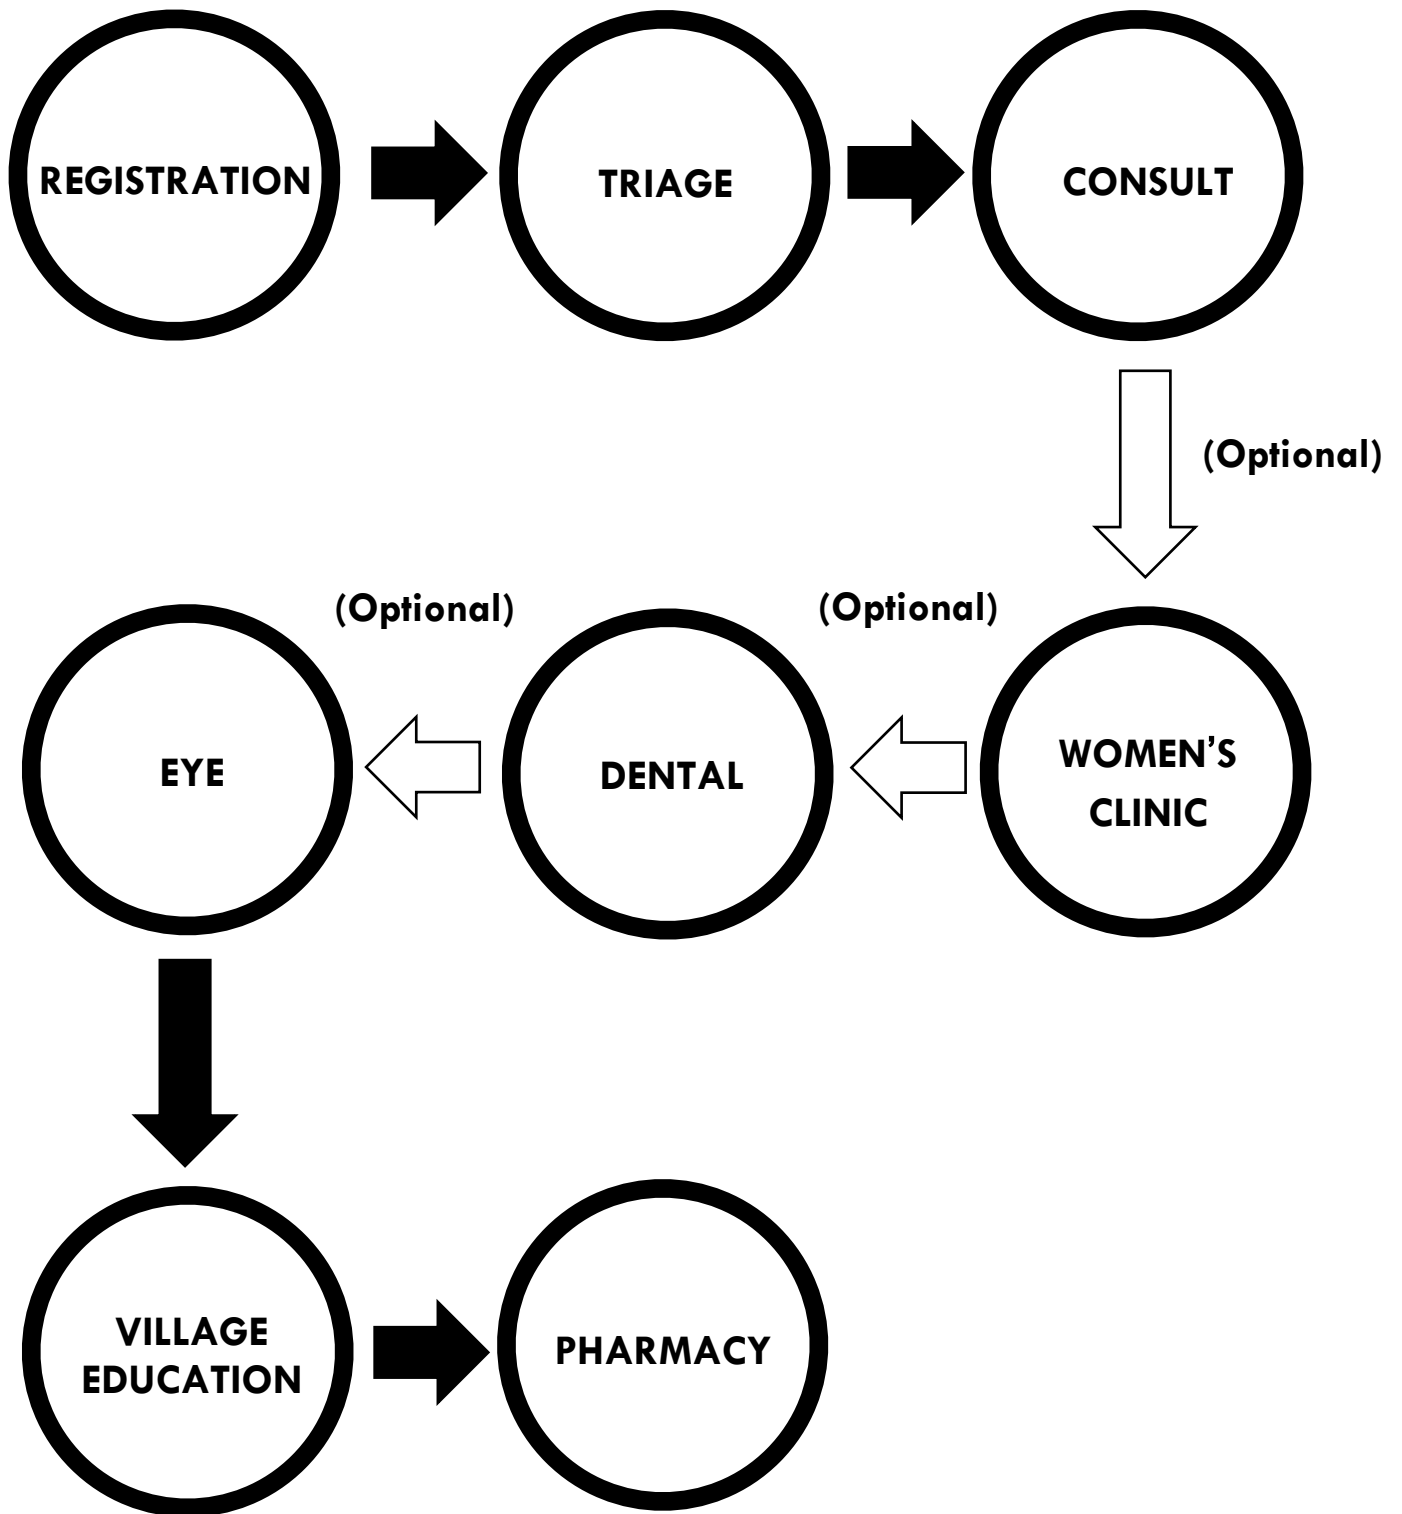 REGISTRATION
TRIAGE
CONSULT
(Optional)
(Optional)
(Optional)
EYE
DENTAL
WOMEN’S
CLINIC
VILLAGE
EDUCATION
PHARMACY